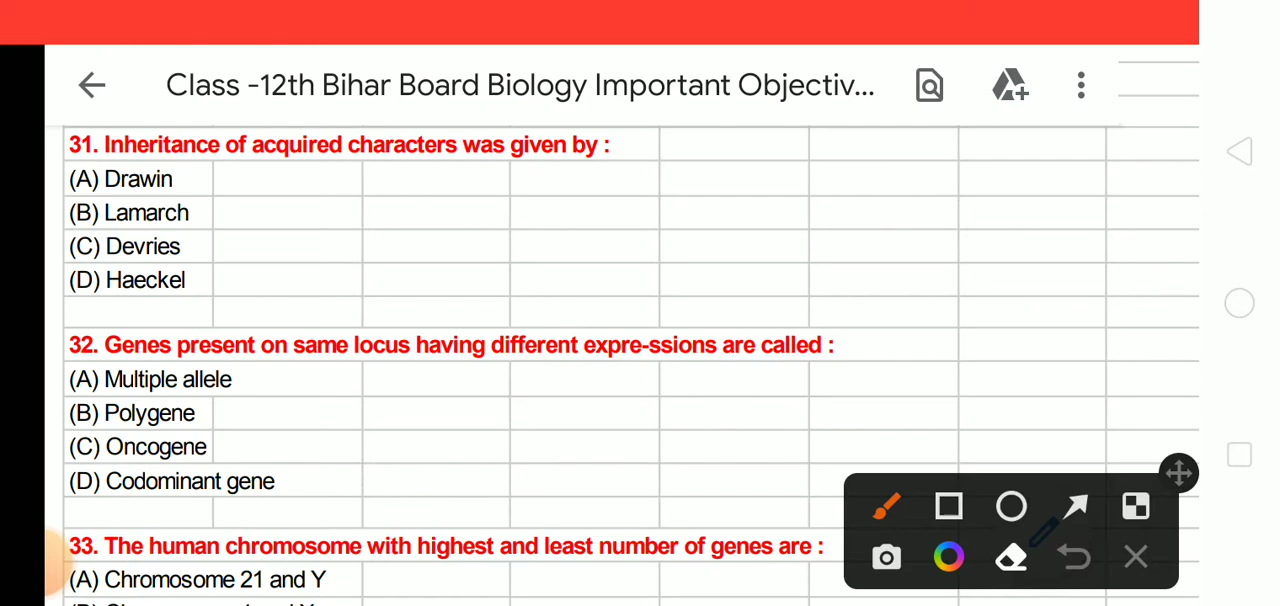 Class -12th Bihar Board Biology Important Objectiv...
31. Inheritance of acquired characters was given by :
(A) Drawin
(B) Lamarch
(C) Devries
(D) Haeckel
32. Genes present on same locus having different expre-ssions are called :
(A) Multiple allele
(B) Polygene
(C) Oncogene
(D) Codominant gene
33. The human chromosome with highest and least number of genes are :
(A) Chromosome 21 and Y